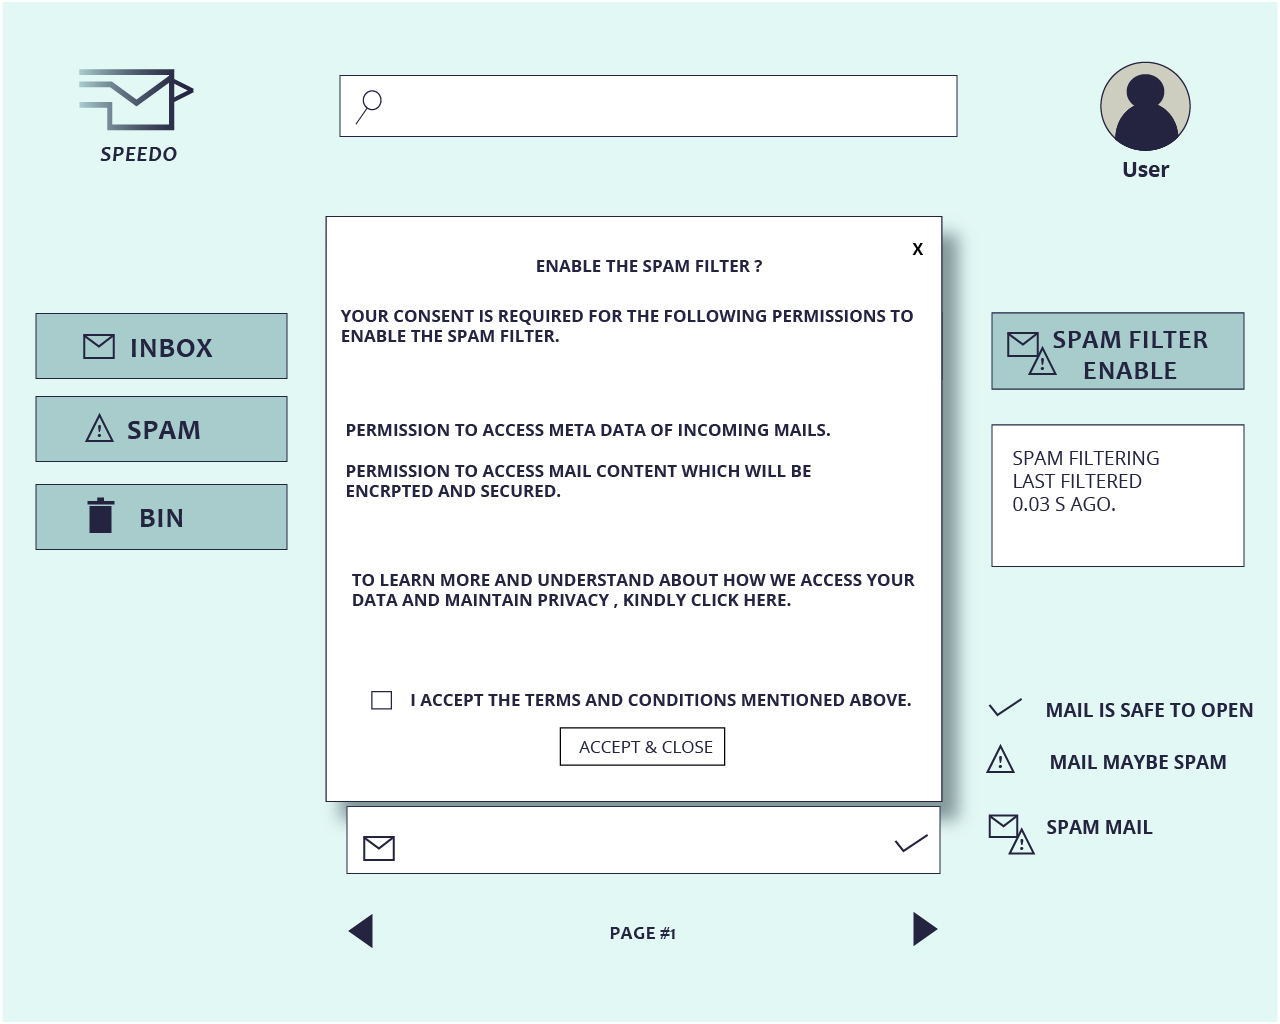 SPEEDO
User
X
ENABLE THE SPAM FILTER ?
YOUR CONSENT IS REQUIRED FOR THE FOLLOWING PERMISSIONS TO
ENABLE THE SPAM FILTER.
INBOX
SPAM
BIN
PERMISSION TO ACCESS META DATA OF INCOMING MAILS.
PERMISSION TO ACCESS MAIL CONTENT WHICH WILL BE
ENCRPTED AND SECURED.
TO LEARN MORE AND UNDERSTAND ABOUT HOW WE ACCESS YOUR
DATA AND MAINTAIN PRIVACY , KINDLY CLICK HERE.
I ACCEPT THE TERMS AND CONDITIONS MENTIONED ABOVE.
ACCEPT & CLOSE
SPAM FILTER
ENABLE
SPAM FILTERING
LAST FILTERED
0.03 S AGO.
MAIL IS SAFE TO OPEN
MAIL MAYBE SPAM
SPAM MAIL
PAGE #1